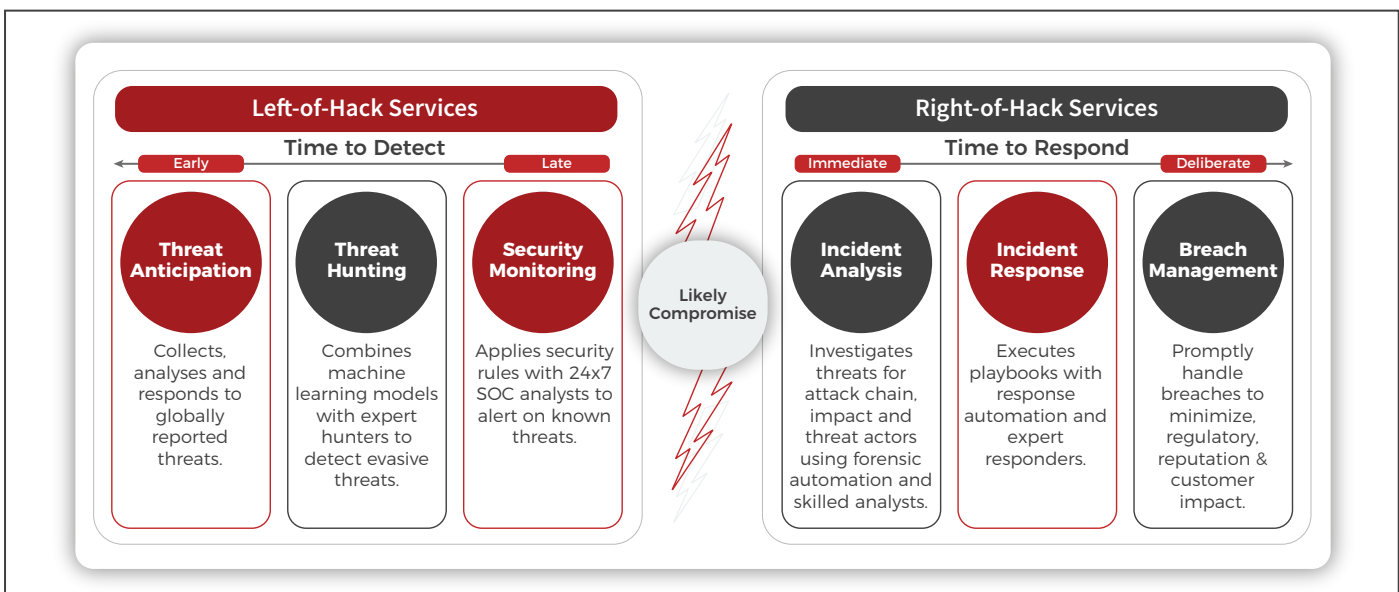 Left-of-Hack Services
Time to Detect
Early
Late
Threat
Anticipation
Collects,
analyses and
responds to
globally
reported
threats.
Threat
Hunting
Combines
machine
learning models
with expert
hunters to
detect evasive
threats.
Security
Monitoring
Applies security
rules with 24x7
SOC analysts to
alert on known
threats.
Likely
Compromise
Right-of-Hack Services
Time to Respond
Immediate
Deliberate
Incident
Analysis
Investigates
threats for
attack chain,
impact and
threat actors
using forensic
automation and
skilled analysts.
Incident
Response
Executes
playbooks with
response
automation and
expert
responders.
Breach
Management
Promptly
handle
breaches to
minimize,
regulatory,
reputation &
customer
impact.